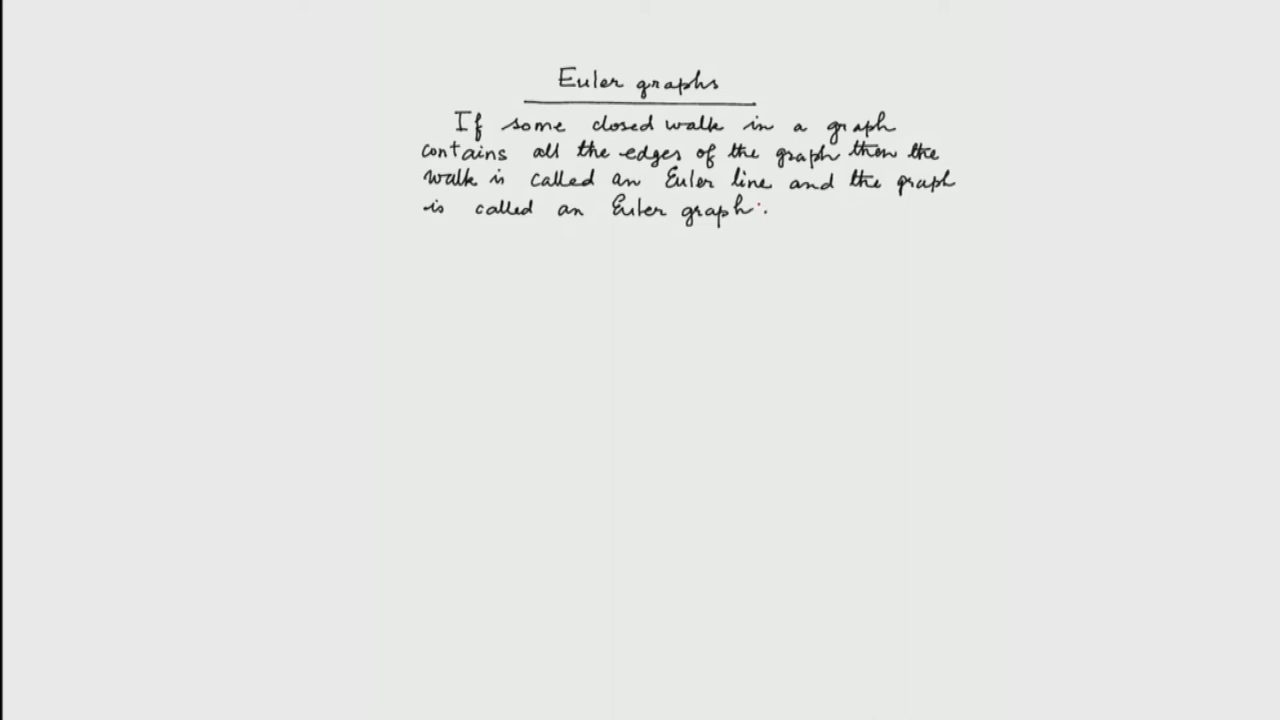 Euler graphs
If some closed walk in a graph
contains all the edges of the graph then the
walk is called an Euler line and the graph
is called an Euler graph.